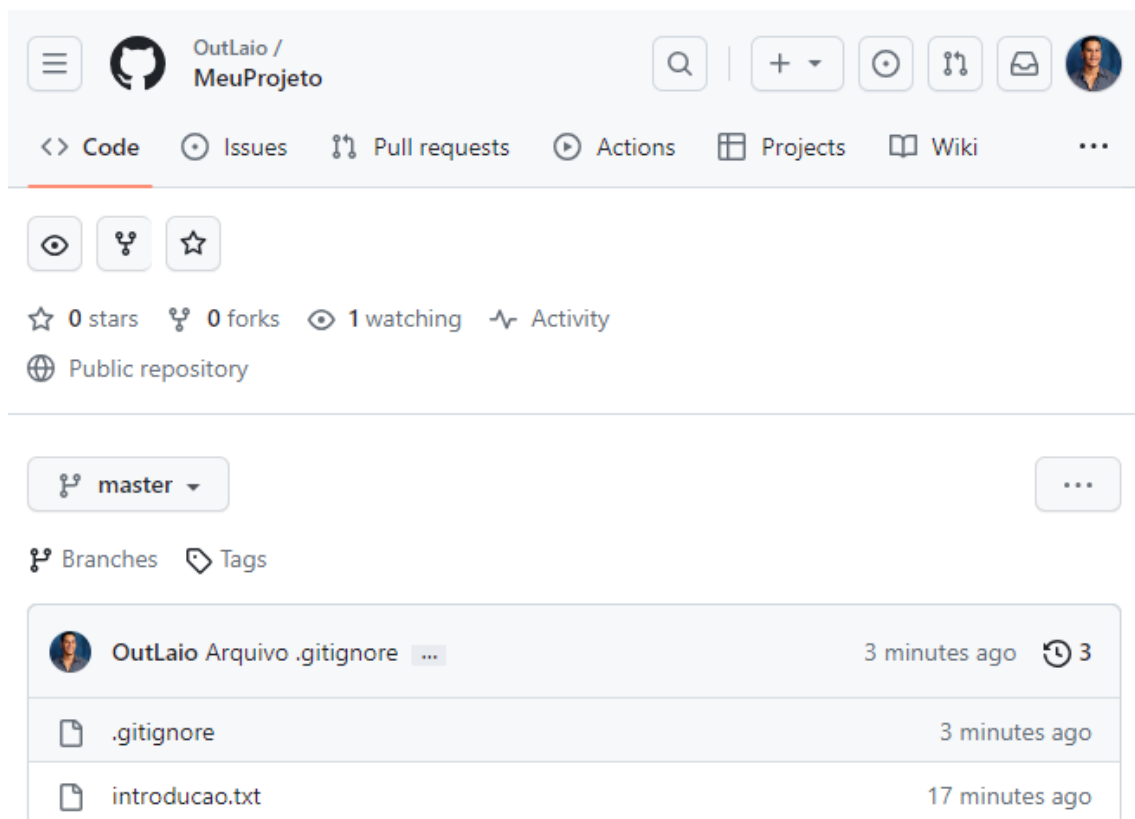 OutLaio /
MeuProjeto
Code Issues Pull requests Actions Projects Wiki ...
0 stars 0 forks 1 watching Activity
Public repository
master ...
Branches Tags
OutLaio Arquivo .gitignore ... 3 minutes ago 3
.gitignore 3 minutes ago
introducao.txt 17 minutes ago